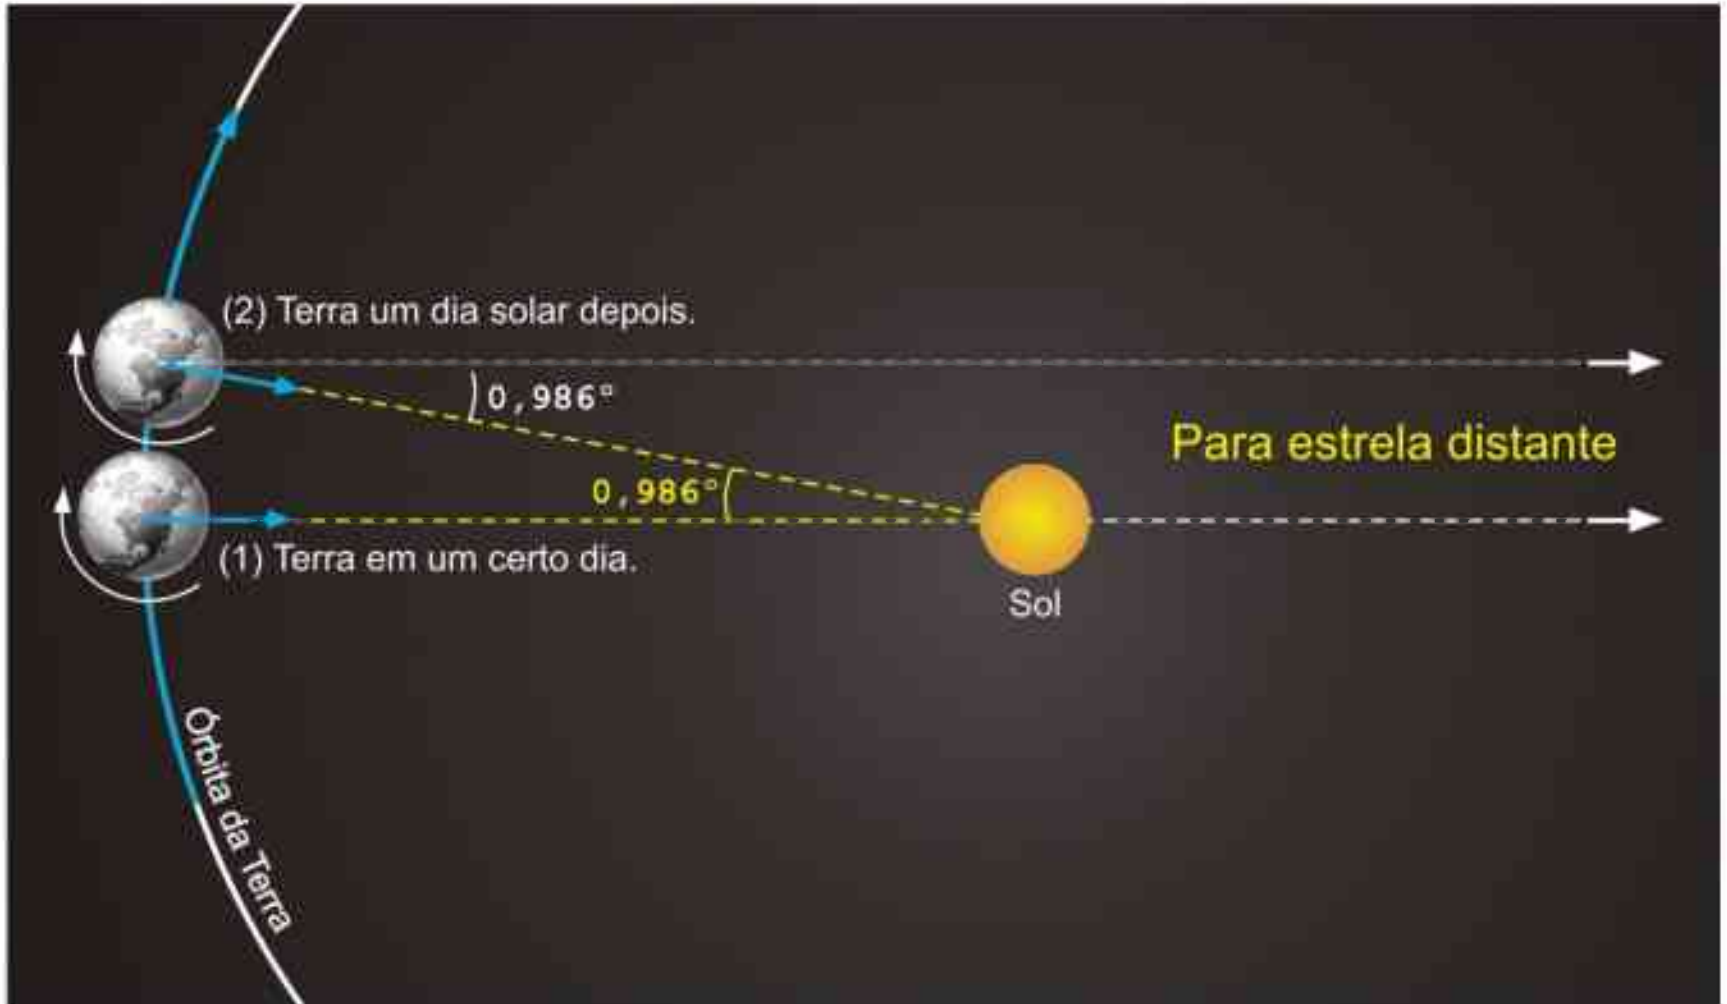 (2) Terra um dia solar depois.
0,986°
Para estrela distante
0,986°
(1) Terra em um certo dia.
Sol
Órbita da Terra